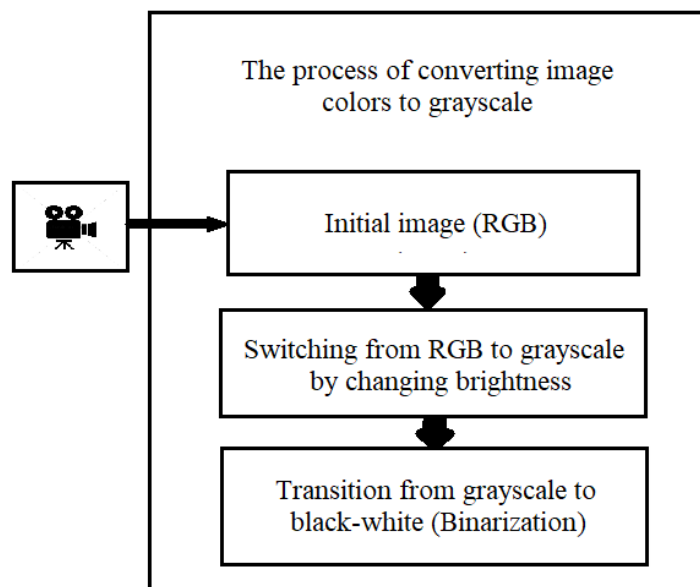 The process of converting image
colors to grayscale
Initial image (RGB)
Switching from RGB to grayscale
by changing brightness
Transition from grayscale to
black-white (Binarization)